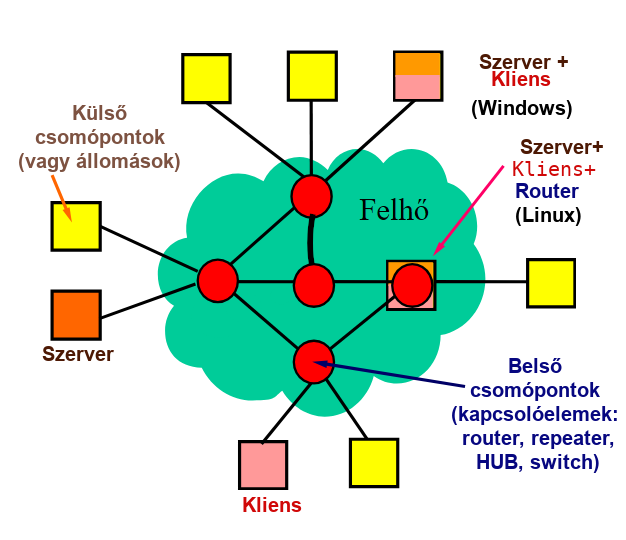 Szerver +
Kliens
(Windows)
Külső
csomópontok
(vagy állomások)
Szerver+
Kliens+
Router
(Linux)
Felhő
Szerver
Belső
csomópontok
(kapcsolóelemek:
router, repeater,
HUB, switch)
Kliens